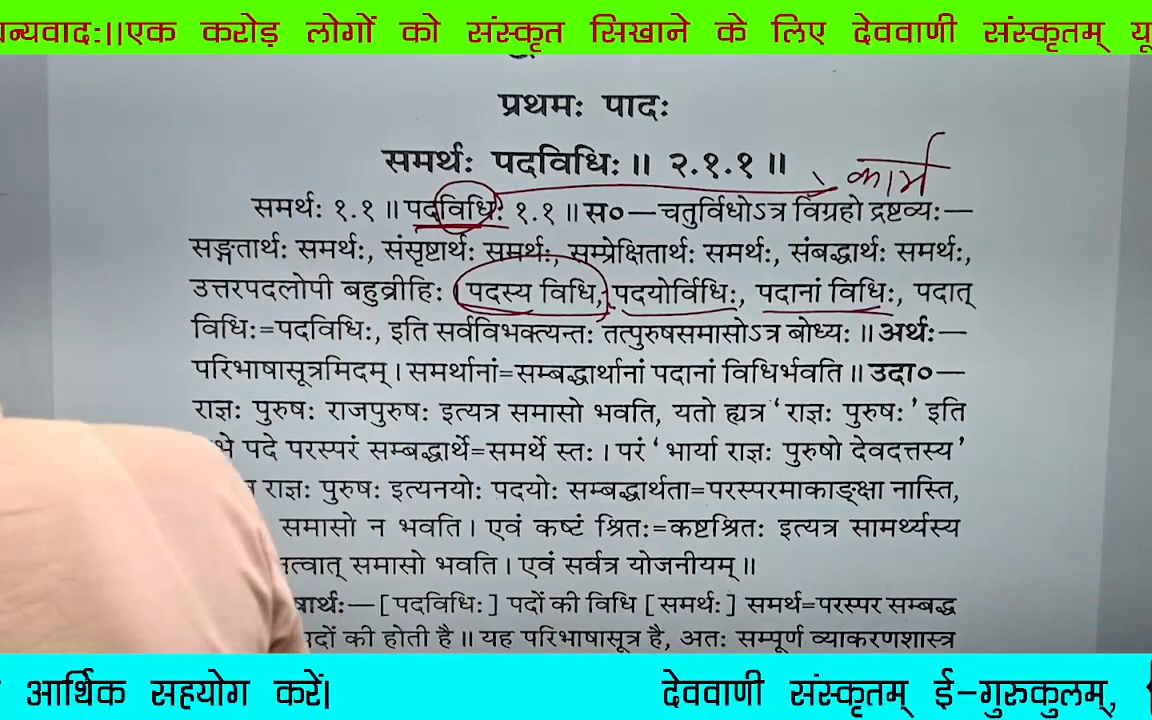 एक करोड़ लोगों को संस्कृत सिखाने के लिए देववाणी संस्कृतम्
प्रथमः पादः
समर्थः पदविधिः ॥ २.१.१ ॥
कार्य
समर्थः १.१ ॥ पदविधिः १.१ ॥ स०—चतुर्विधोऽत्र विग्रहो द्रष्टव्यः—
सङ्गतार्थः समर्थः, संसृष्टार्थः समर्थः, सम्प्रेक्षितार्थः समर्थः, संबद्धार्थः समर्थः,
उत्तरपदलोपी बहुव्रीहिः । पदस्य विधि, पदयोर्विधिः, पदानां विधिः, पदात्
विधिः=पदविधिः, इति सर्वविभक्त्यन्तः तत्पुरुषसमासोऽत्र बोध्यः ॥ अर्थः—
परिभाषासूत्रमिदम् । समर्थानां=सम्बद्धार्थानां पदानां विधिर्भवति ॥ उदा०—
राज्ञः पुरुषः राजपुरुषः इत्यत्र समासो भवति, यतो ह्यत्र ‘राज्ञः पुरुषः’ इति
पदे परस्परं सम्बद्धार्थे=समर्थे स्तः । परं ‘भार्या राज्ञः पुरुषो देवदत्तस्य’
राज्ञः पुरुषः इत्यनयोः पदयोः सम्बद्धार्थता=परस्परमाकाङ्क्षा नास्ति,
समासो न भवति । एवं कष्टं श्रितः=कष्टश्रितः इत्यत्र सामर्थ्यस्य
त्वात् समासो भवति । एवं सर्वत्र योजनीयम् ॥
षार्थः—[पदविधिः] पदों की विधि [समर्थः] समर्थ=परस्पर सम्बद्ध
पदों की होती है ॥ यह परिभाषासूत्र है, अतः सम्पूर्ण व्याकरणशास्त्र
आर्थिक सहयोग करें। देववाणी संस्कृतम् ई-गुरुकुलम्,